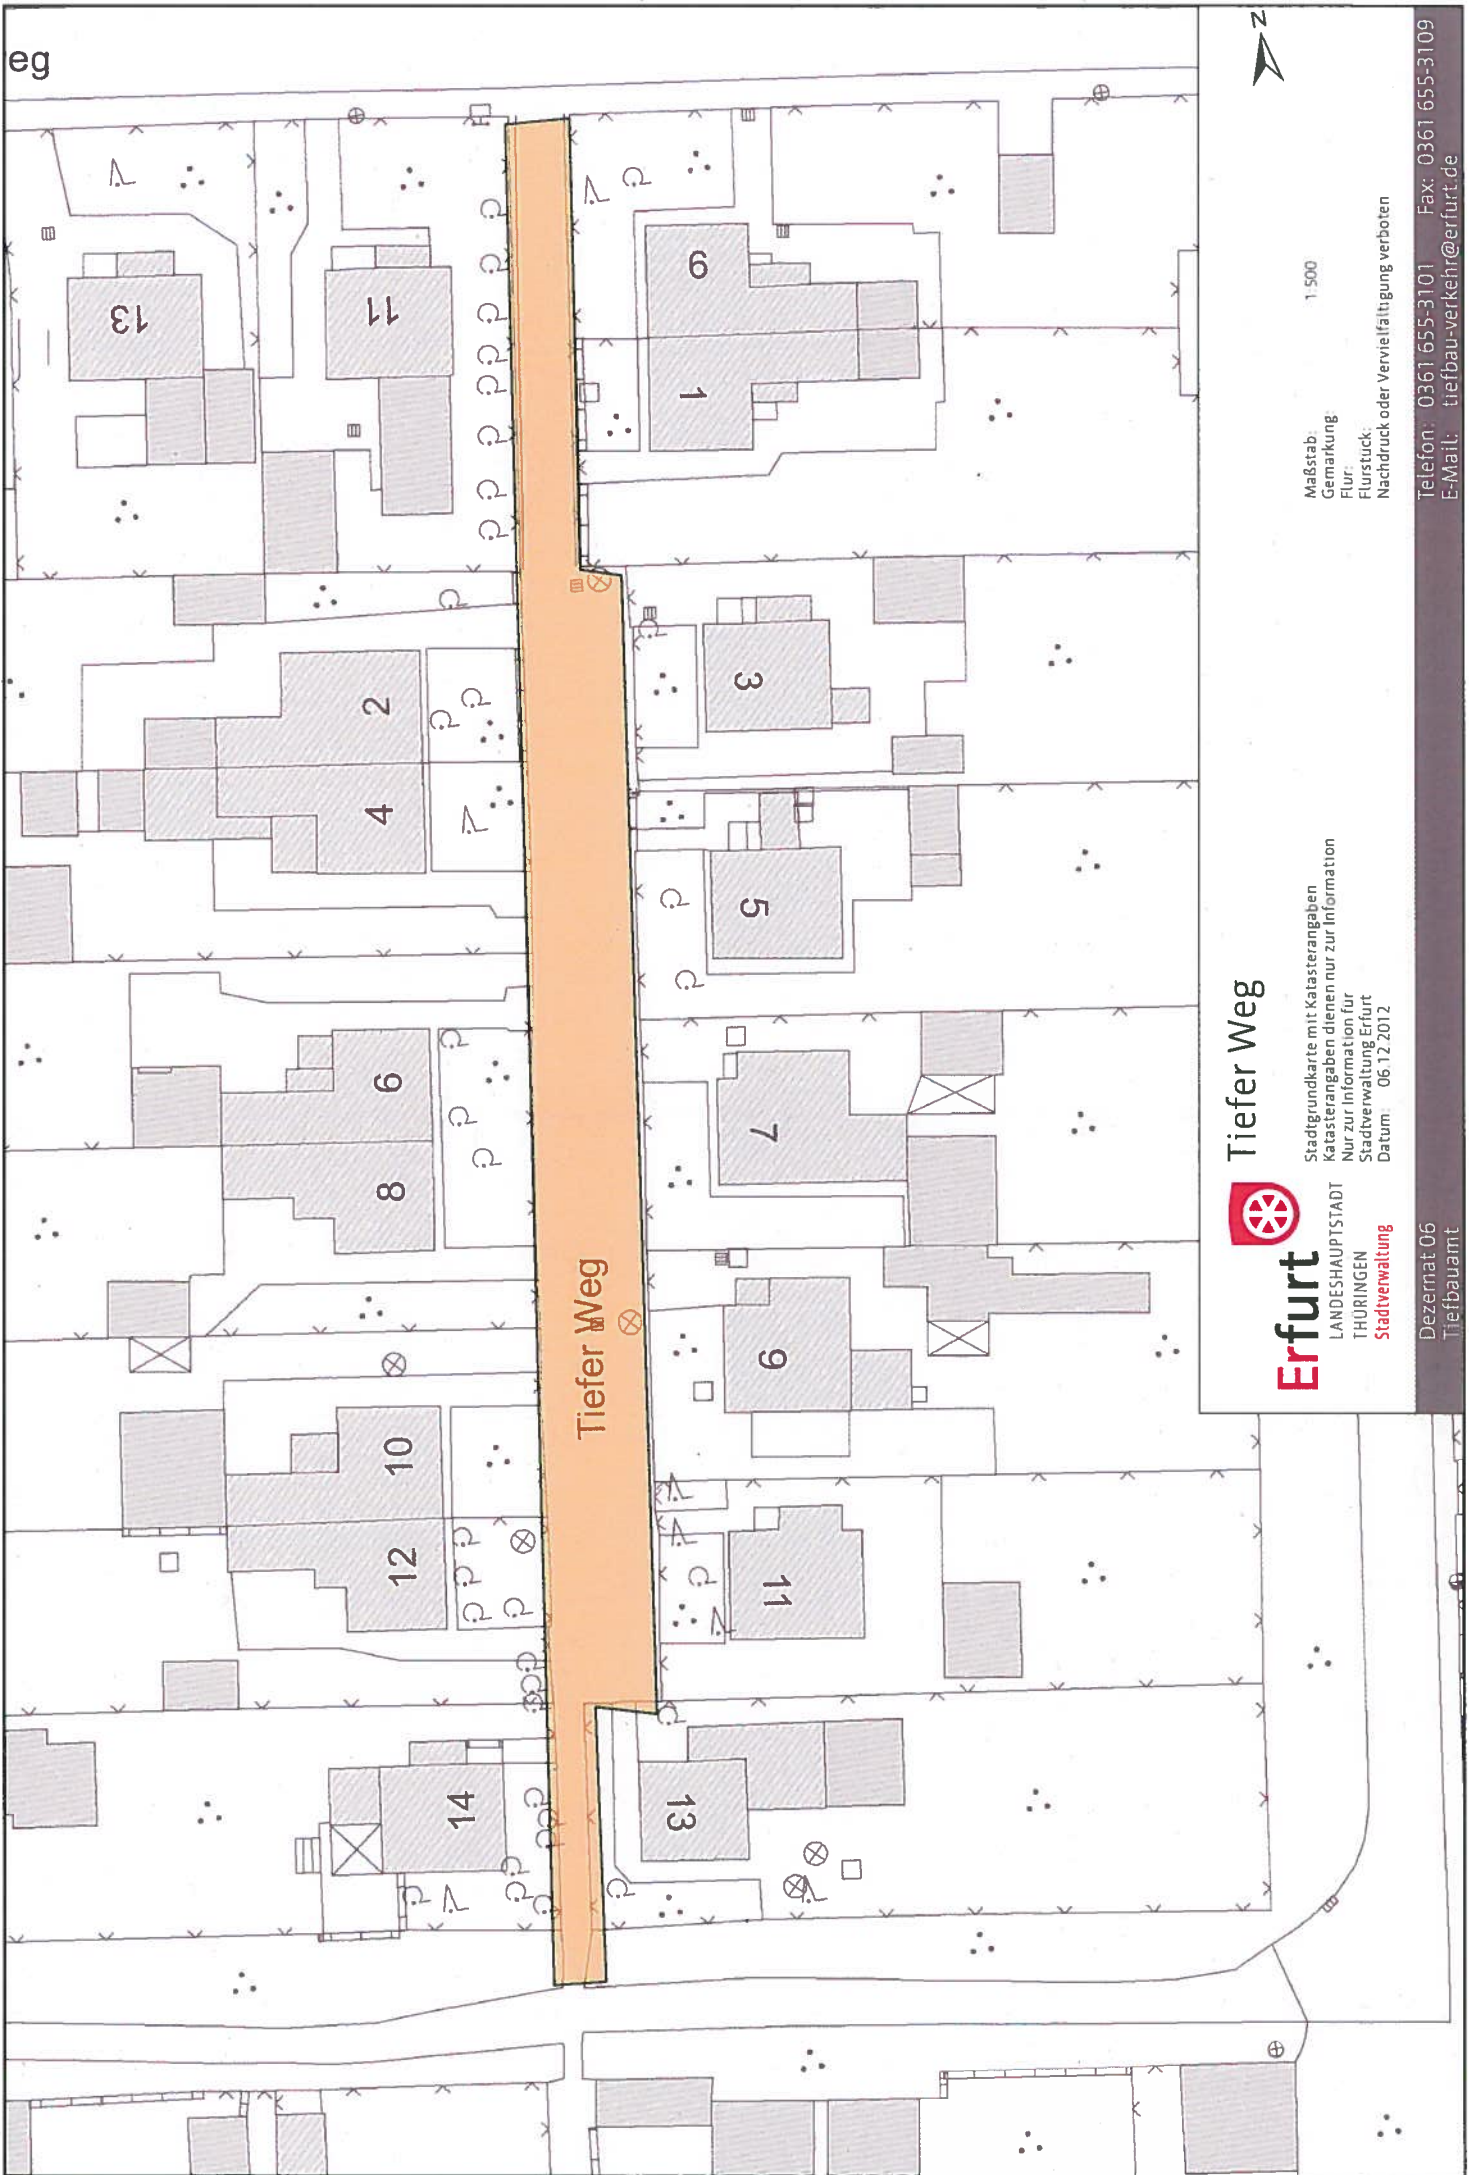 eg
13
11
9
1
2
4
3
5
6
8
7
Tiefer Weg
9
10
12
11
14
13
N
Tiefer Weg
Erfurt
LANDESHAUPTSTADT
THÜRINGEN
Stadtverwaltung
Stadtgrundkarte mit Katasterangaben
Katasterangaben dienen nur zur Information
Nur zur Information für
Stadtverwaltung Erfurt
Datum: 06.12.2012
Maßstab: 1:500
Gemarkung:
Flur:
Flurstück:
Nachdruck oder Vervielfältigung verboten
Dezernat 06
Tiefbauamt
Telefon: 0361 655-3101 Fax: 0361 655-3109
E-Mail: tiefbau-verkehr@erfurt.de